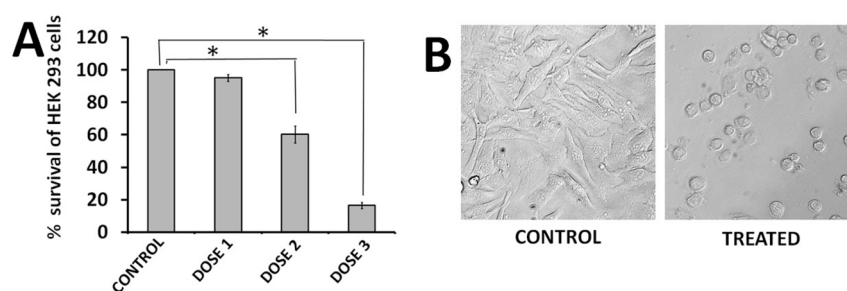 A
% survival of HEK 293 cells
120
100
80
60
40
20
0
*
*
CONTROL
DOSE 1
DOSE 2
DOSE 3
B
CONTROL
TREATED